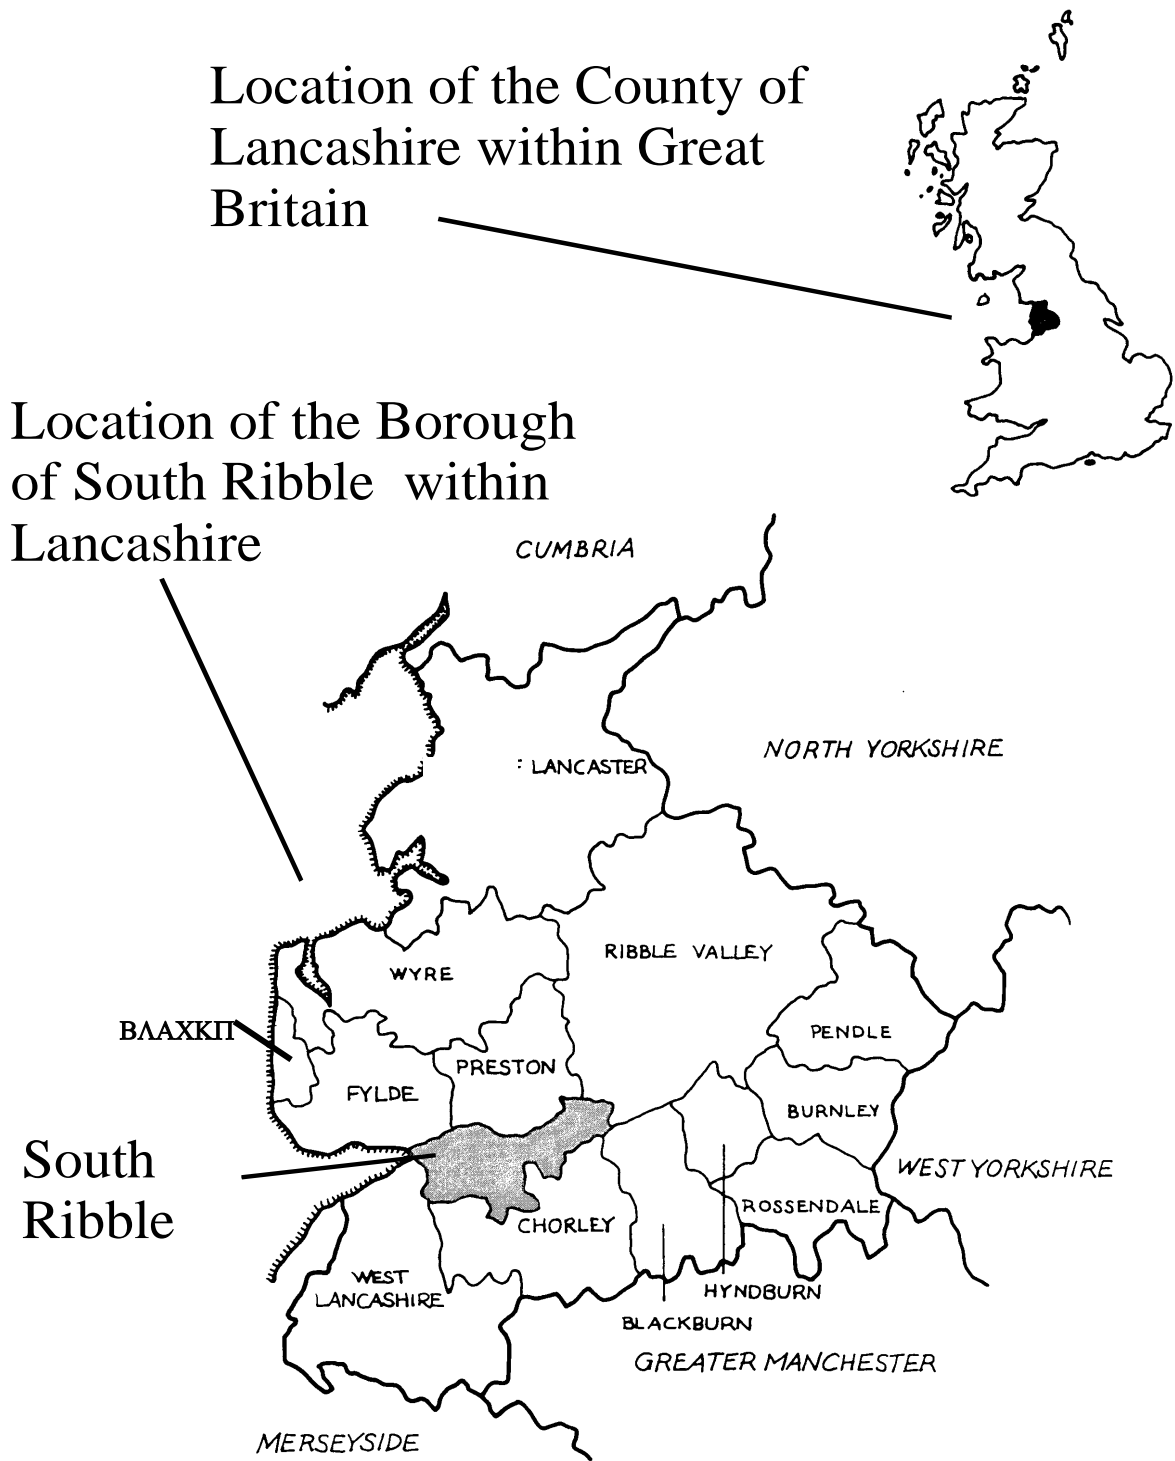 Location of the County of
Lancashire within Great
Britain
Location of the Borough
of South Ribble within
Lancashire
CUMBRIA
NORTH YORKSHIRE
LANCASTER
RIBBLE VALLEY
WYRE
ΒΛΑΧΚΠ
PENDLE
PRESTON
FYLDE
BURNLEY
South
Ribble
WEST YORKSHIRE
ROSSENDALE
CHORLEY
WEST
LANCASHIRE
HYNDBURN
BLACKBURN
GREATER MANCHESTER
MERSEYSIDE